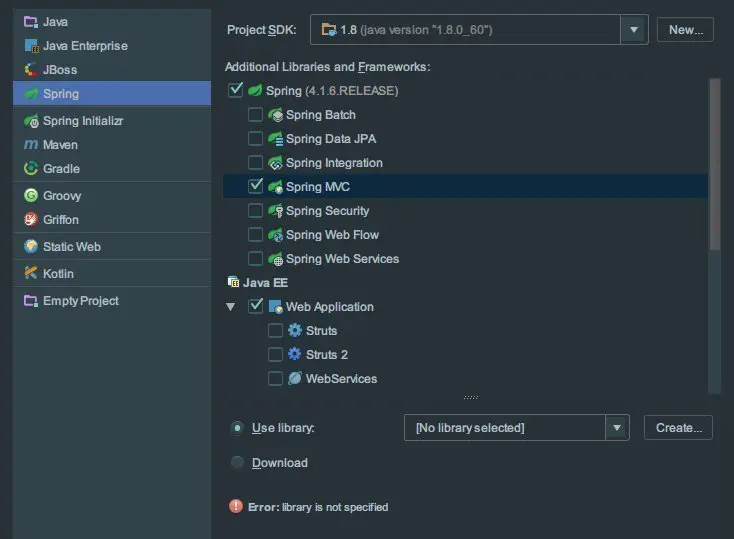 Java
Java Enterprise
JBoss
Spring
Spring Initializr
Maven
Gradle
Groovy
Griffon
Static Web
Kotlin
Empty Project
Project SDK: 1.8 (java version "1.8.0_60") New...
Additional Libraries and Frameworks:
Spring (4.1.6.RELEASE)
Spring Batch
Spring Data JPA
Spring Integration
Spring MVC
Spring Security
Spring Web Flow
Spring Web Services
Java EE
Web Application
Struts
Struts 2
WebServices
Use library: [No library selected] Create...
Download
Error: library is not specified